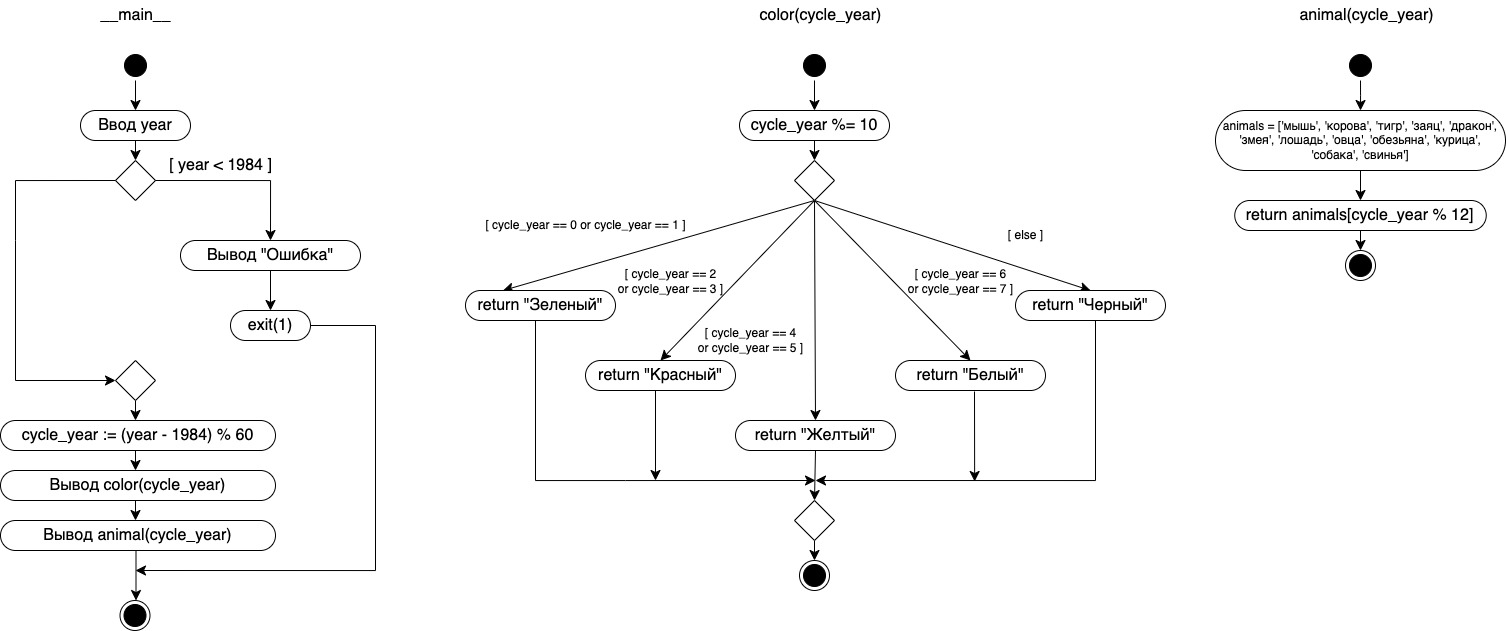 __main__
Ввод year
[ year < 1984 ]
Вывод "Ошибка"
exit(1)
cycle_year := (year - 1984) % 60
Вывод color(cycle_year)
Вывод animal(cycle_year)
color(cycle_year)
cycle_year %= 10
[ cycle_year == 0 or cycle_year == 1 ]
[ else ]
[ cycle_year == 2
or cycle_year == 3 ]
[ cycle_year == 6
or cycle_year == 7 ]
return "Зеленый"
return "Черный"
[ cycle_year == 4
or cycle_year == 5 ]
return "Красный"
return "Белый"
return "Желтый"
animal(cycle_year)
animals = ['мышь', 'корова', 'тигр', 'заяц', 'дракон',
'змея', 'лошадь', 'овца', 'обезьяна', 'курица',
'собака', 'свинья']
return animals[cycle_year % 12]